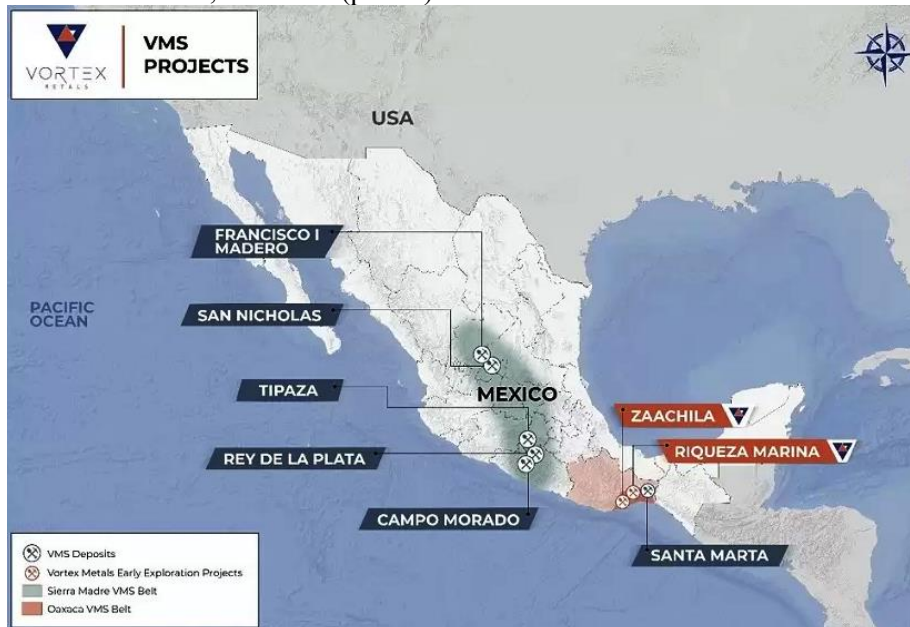 VORTEX
METALS
VMS
PROJECTS
USA
FRANCISCO I
MADERO
PACIFIC
OCEAN
SAN NICHOLAS
TIPAZA
MEXICO
ZAACHILA
REY DE LA PLATA
RIQUEZA MARINA
CAMPO MORADO
SANTA MARTA
VMS Deposits
Vortex Metals Early Exploration Projects
Sierra Madre VMS Belt
Oaxaca VMS Belt